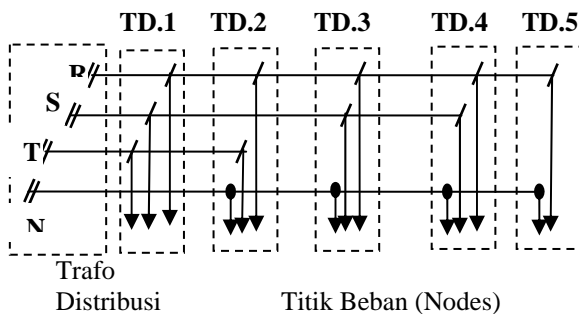 TD.1 TD.2 TD.3 TD.4 TD.5
R
S
T
N
Trafo
Distribusi Titik Beban (Nodes)